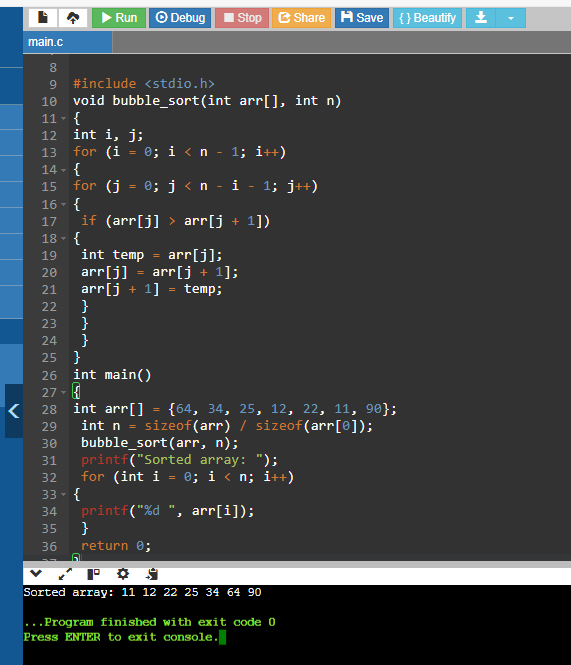 Run Debug Stop Share Save { } Beautify
main.c
8
9 #include <stdio.h>
10 void bubble_sort(int arr[], int n)
11 {
12 int i, j;
13 for (i = 0; i < n - 1; i++)
14 {
15 for (j = 0; j < n - i - 1; j++)
16 {
17 if (arr[j] > arr[j + 1])
18 {
19 int temp = arr[j];
20 arr[j] = arr[j + 1];
21 arr[j + 1] = temp;
22 }
23 }
24 }
25 }
26 int main()
27 {
28 int arr[] = {64, 34, 25, 12, 22, 11, 90};
29 int n = sizeof(arr) / sizeof(arr[0]);
30 bubble_sort(arr, n);
31 printf("Sorted array: ");
32 for (int i = 0; i < n; i++)
33 {
34 printf("%d ", arr[i]);
35 }
36 return 0;
37 }
Sorted array: 11 12 22 25 34 64 90
...Program finished with exit code 0
Press ENTER to exit console.